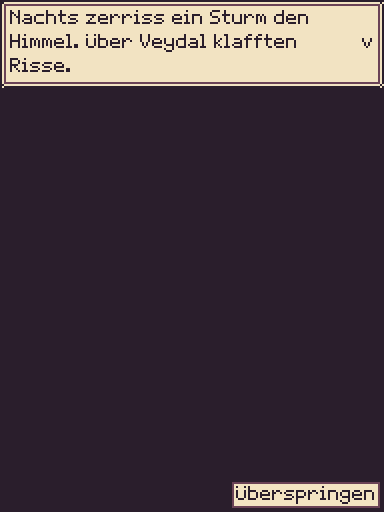 Nachts zerriss ein Sturm den
Himmel. Über Veydal klafften
Risse.
v
Überspringen